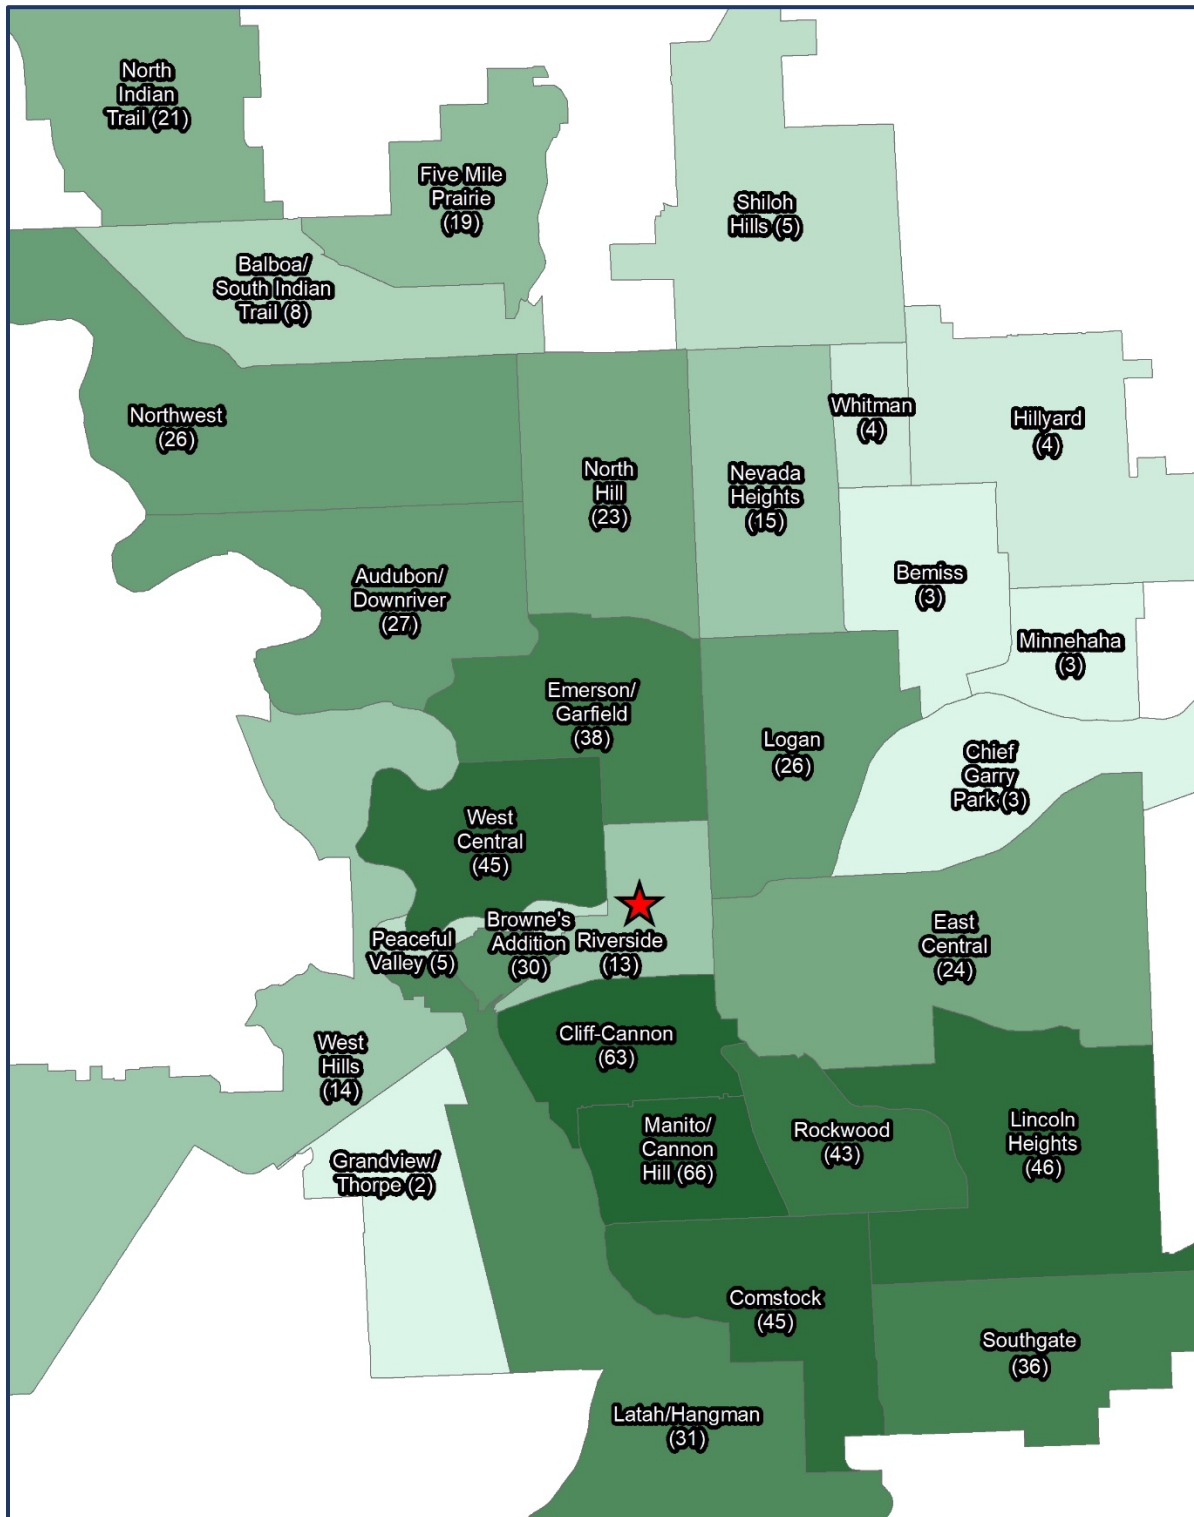 North
Indian
Trail (21)
Five Mile
Prairie
(19)
Shiloh
Hills (5)
Balboa/
South Indian
Trail (8)
Northwest
(26)
North
Hill
(23)
Nevada
Heights
(15)
Whitman
(4)
Hillyard
(4)
Audubon/
Downriver
(27)
Bemiss
(3)
Minnehaha
(3)
Emerson/
Garfield
(38)
Logan
(26)
Chief
Garry
Park (3)
West
Central
(45)
Peaceful
Valley (5)
Browne's
Addition
(30)
Riverside
(13)
East
Central
(24)
West
Hills
(14)
Cliff-Cannon
(63)
Manito/
Cannon
Hill (66)
Rockwood
(43)
Lincoln
Heights
(46)
Grandview/
Thorpe (2)
Comstock
(45)
Southgate
(36)
Latah/Hangman
(31)